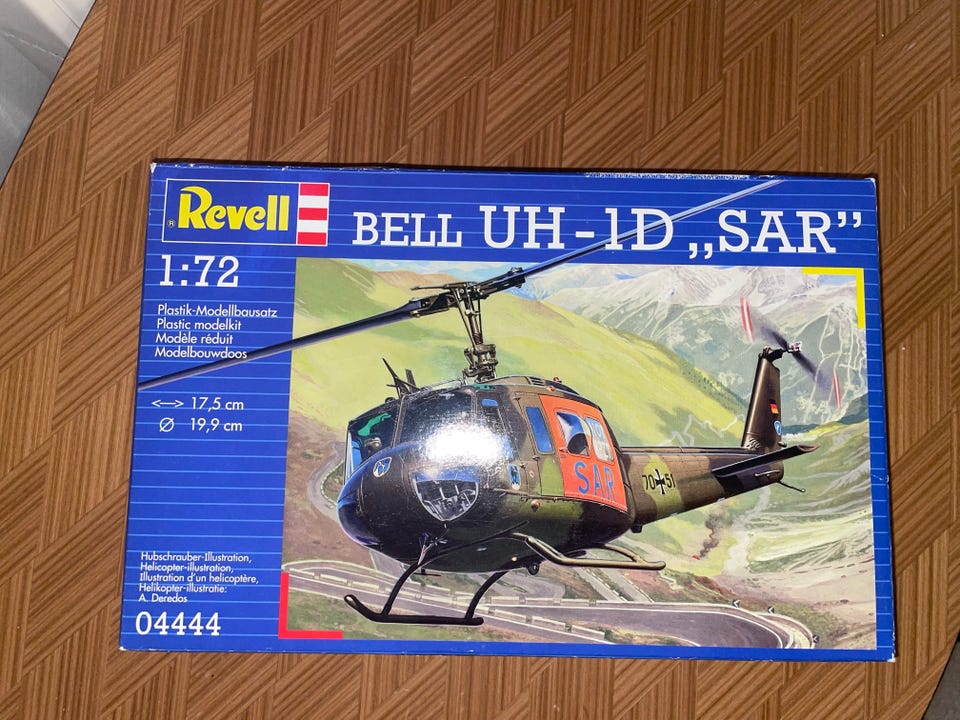 Revell
®
BELL UH-1D „SAR”
1:72
Plastik-Modellbausatz
Plastic modelkit
Modèle réduit
Modelbouwdoos
<--> 17,5 cm
Ø 19,9 cm
SAR
70 51
Hubschrauber-Illustration,
Helicopter-illustration,
Illustration d'un helicoptère,
Helikopter-illustratie:
A. Deredos
04444